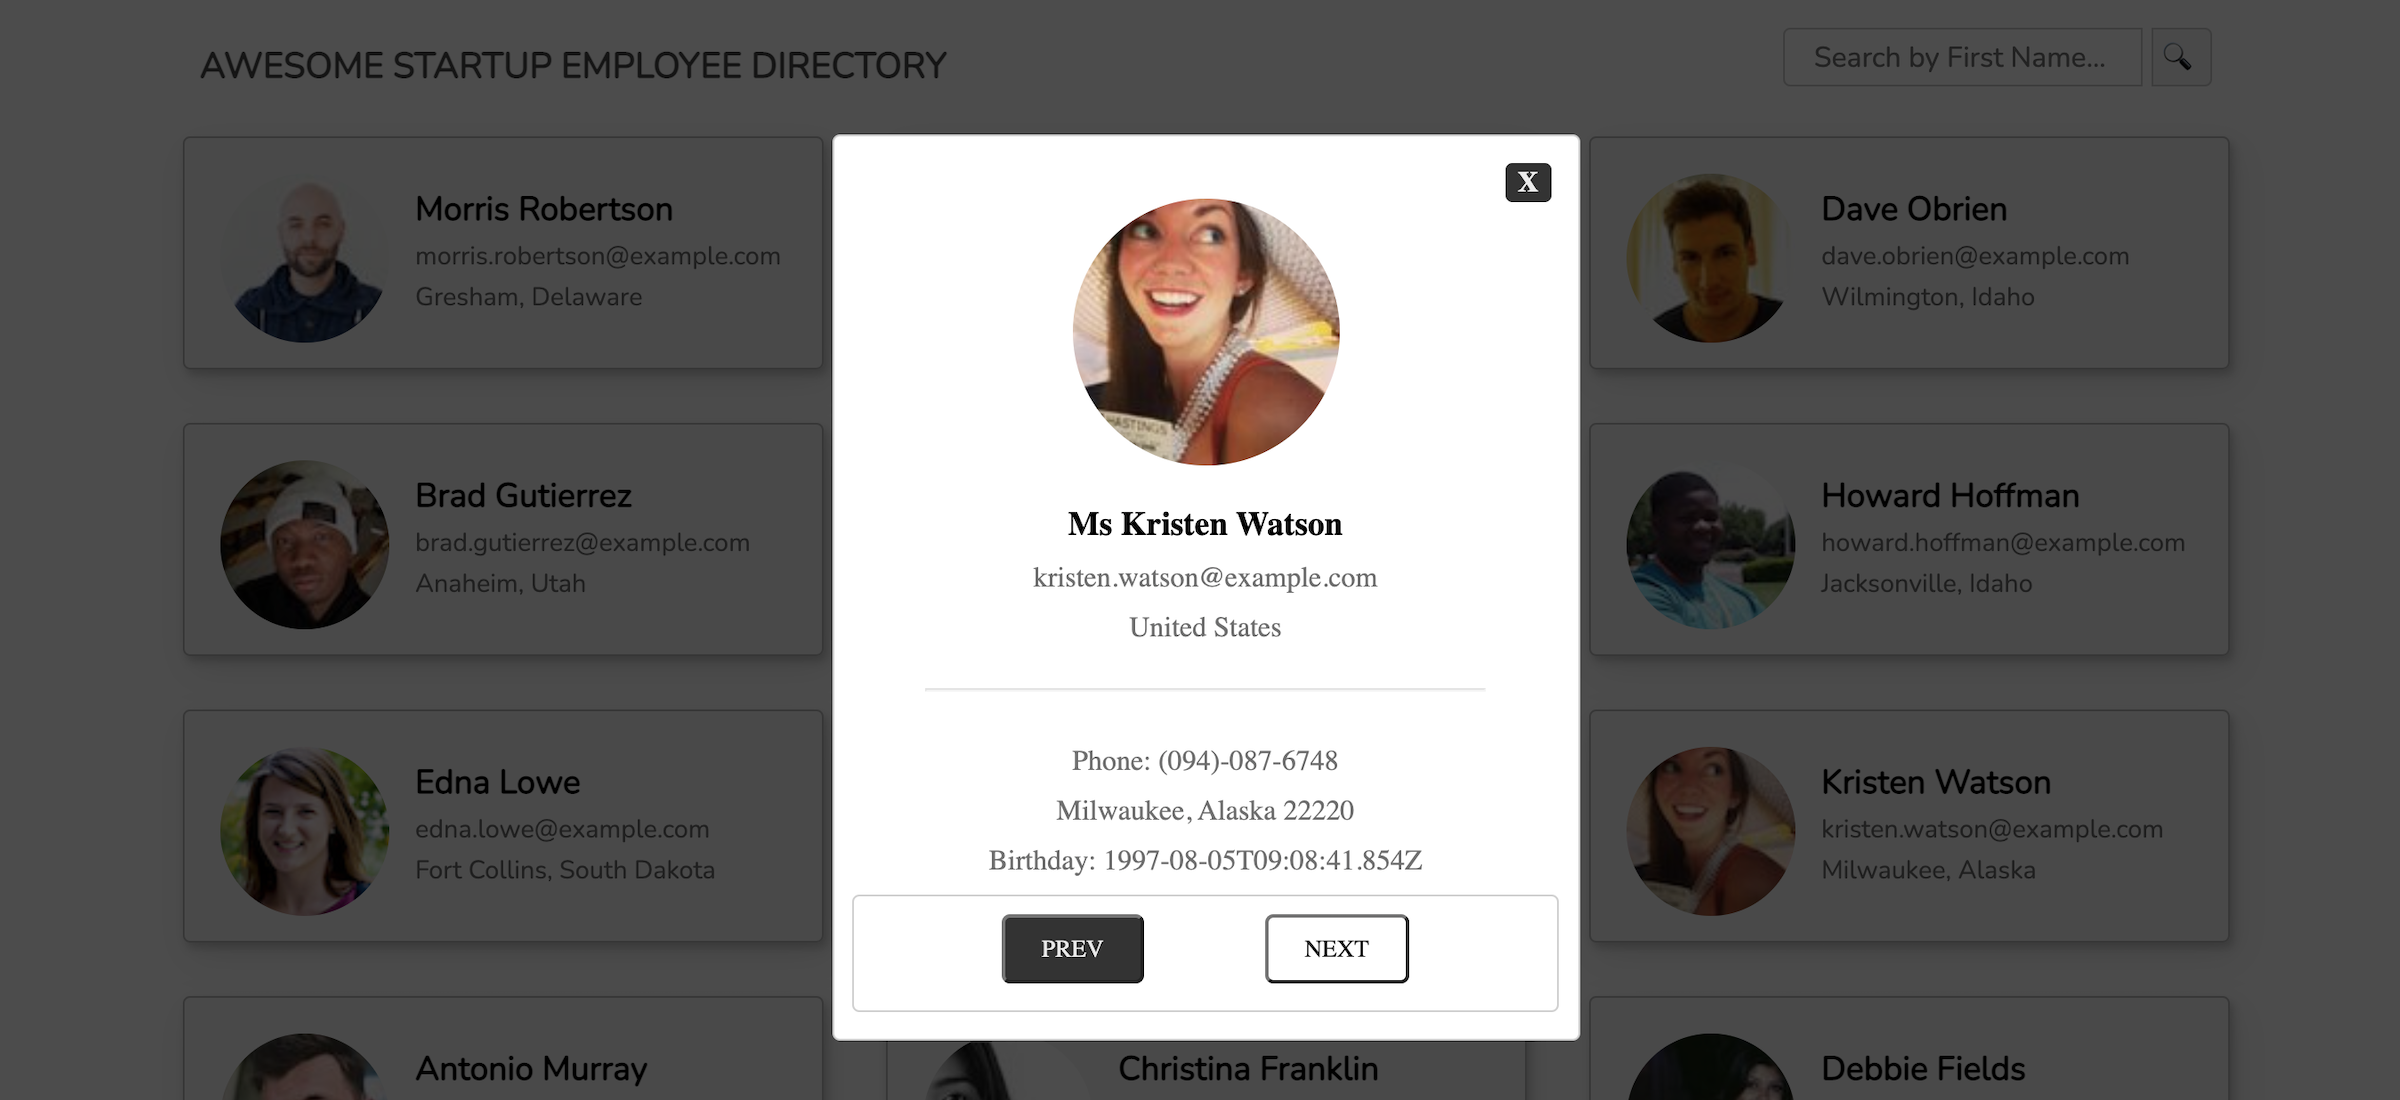 AWESOME STARTUP EMPLOYEE DIRECTORY
Search by First Name...
Morris Robertson
morris.robertson@example.com
Gresham, Delaware
Dave Obrien
dave.obrien@example.com
Wilmington, Idaho
Brad Gutierrez
brad.gutierrez@example.com
Anaheim, Utah
Howard Hoffman
howard.hoffman@example.com
Jacksonville, Idaho
Edna Lowe
edna.lowe@example.com
Fort Collins, South Dakota
Kristen Watson
kristen.watson@example.com
Milwaukee, Alaska
Antonio Murray
Christina Franklin
Debbie Fields
X
HASTINGS
Ms Kristen Watson
kristen.watson@example.com
United States
Phone: (094)-087-6748
Milwaukee, Alaska 22220
Birthday: 1997-08-05T09:08:41.854Z
PREV
NEXT